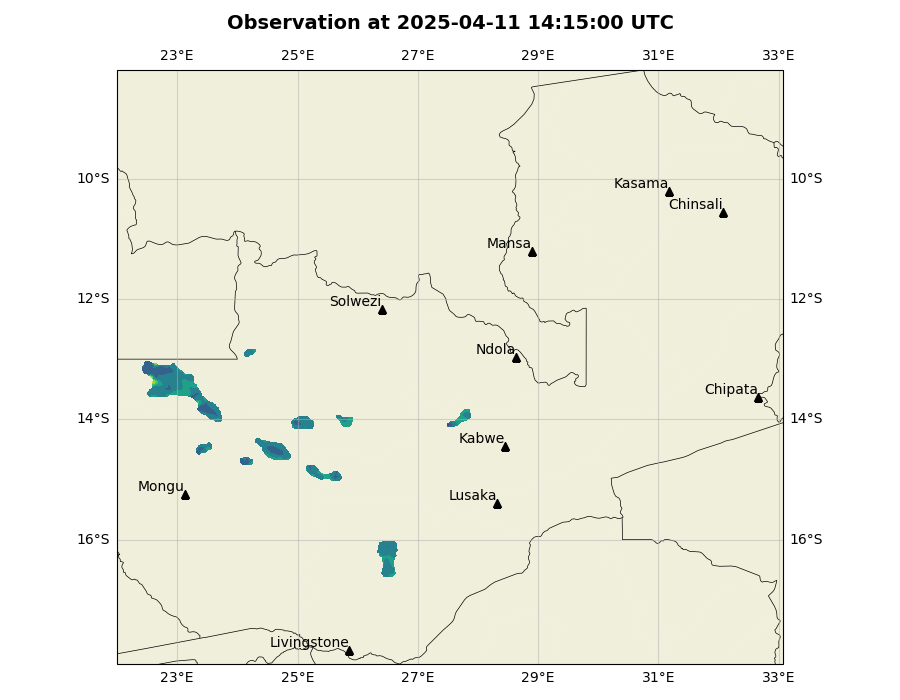 Observation at 2025-04-11 14:15:00 UTC
23°E 25°E 27°E 29°E 31°E 33°E
10°S 10°S
Kasama
Chinsali
Mansa
12°S 12°S
Solwezi
Ndola
Chipata
14°S 14°S
Kabwe
Mongu
Lusaka
16°S 16°S
Livingstone
23°E 25°E 27°E 29°E 31°E 33°E